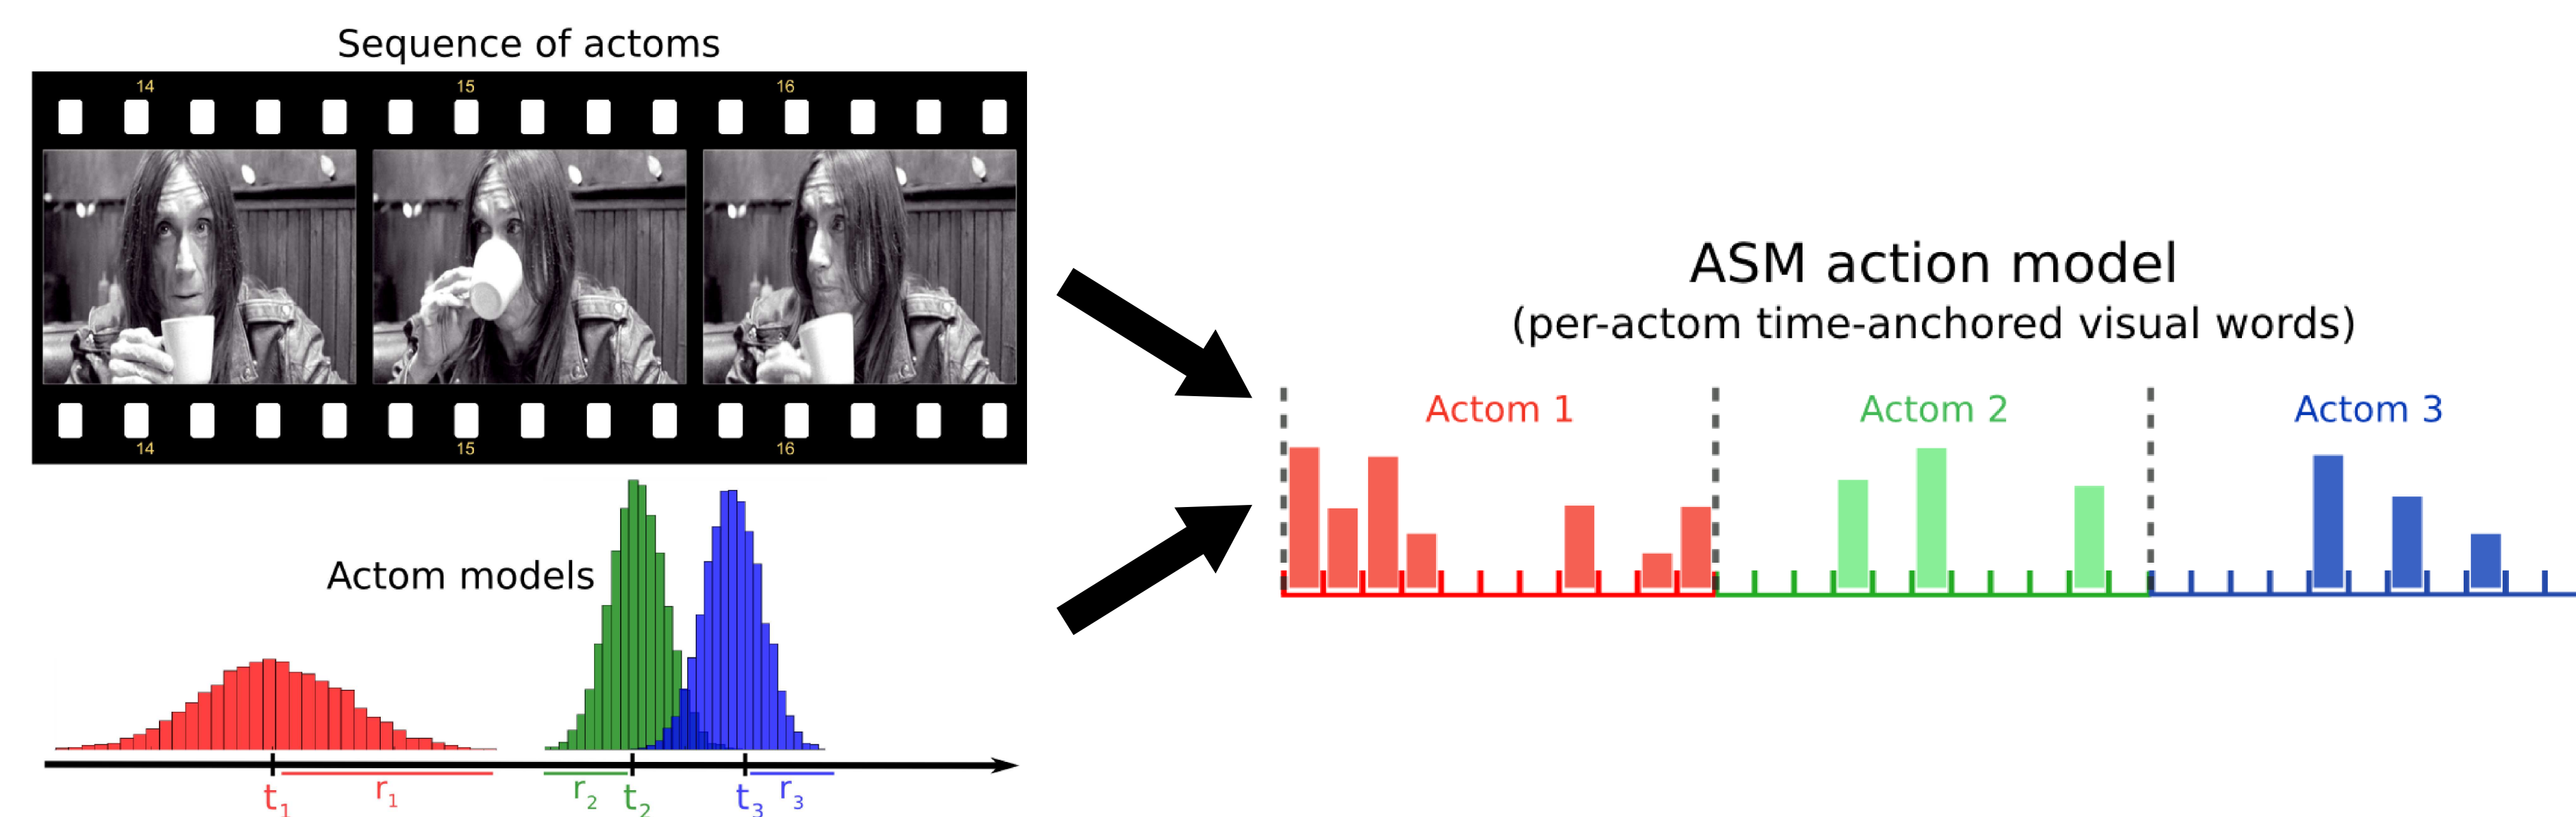 Sequence of actoms
14 15 16
14 15 16
Actom models
t₁ r₁ r₂ t₂ t₃ r₃
ASM action model
(per-actom time-anchored visual words)
Actom 1 Actom 2 Actom 3